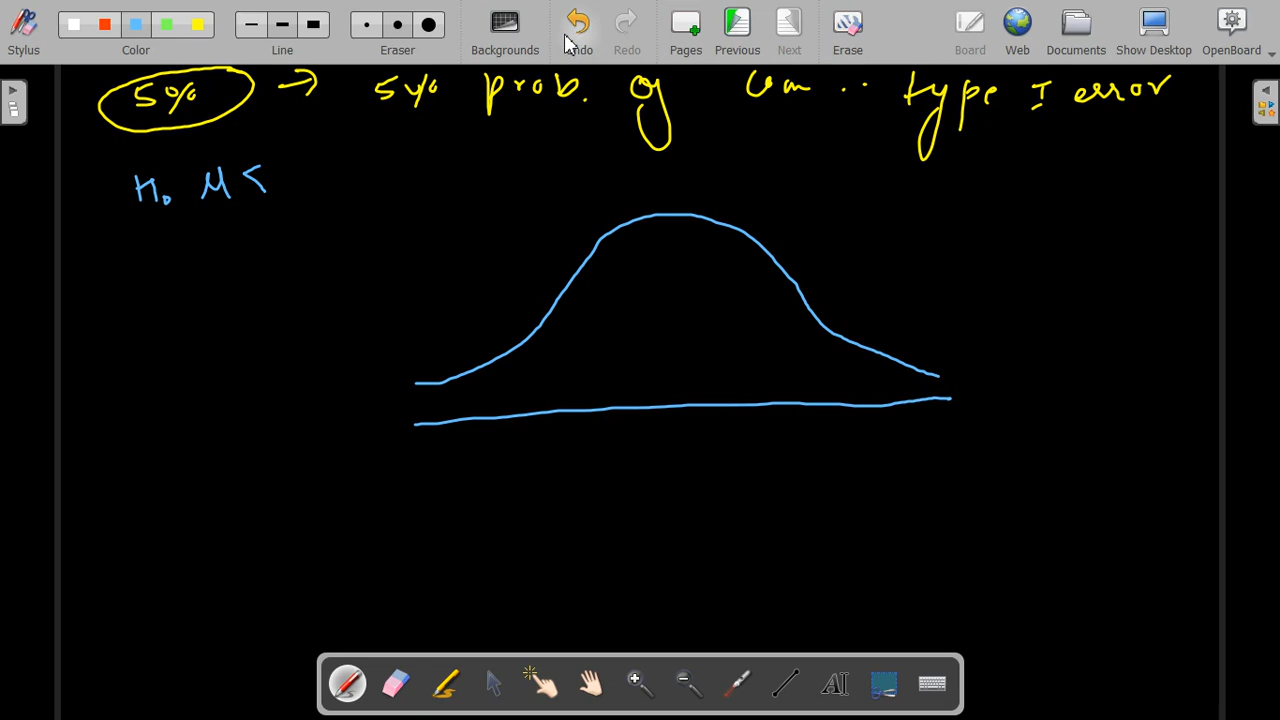 Stylus Color Line Eraser Backgrounds Undo Redo Pages Previous Next Erase Board Web Documents Show Desktop OpenBoard
5% → 5% prob. of com .. type I error
H₀ M <